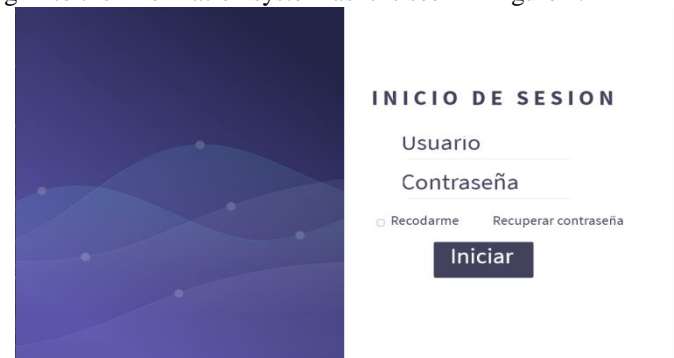 INICIO DE SESION
Usuario
Contraseña
Recodarme Recuperar contraseña
Iniciar